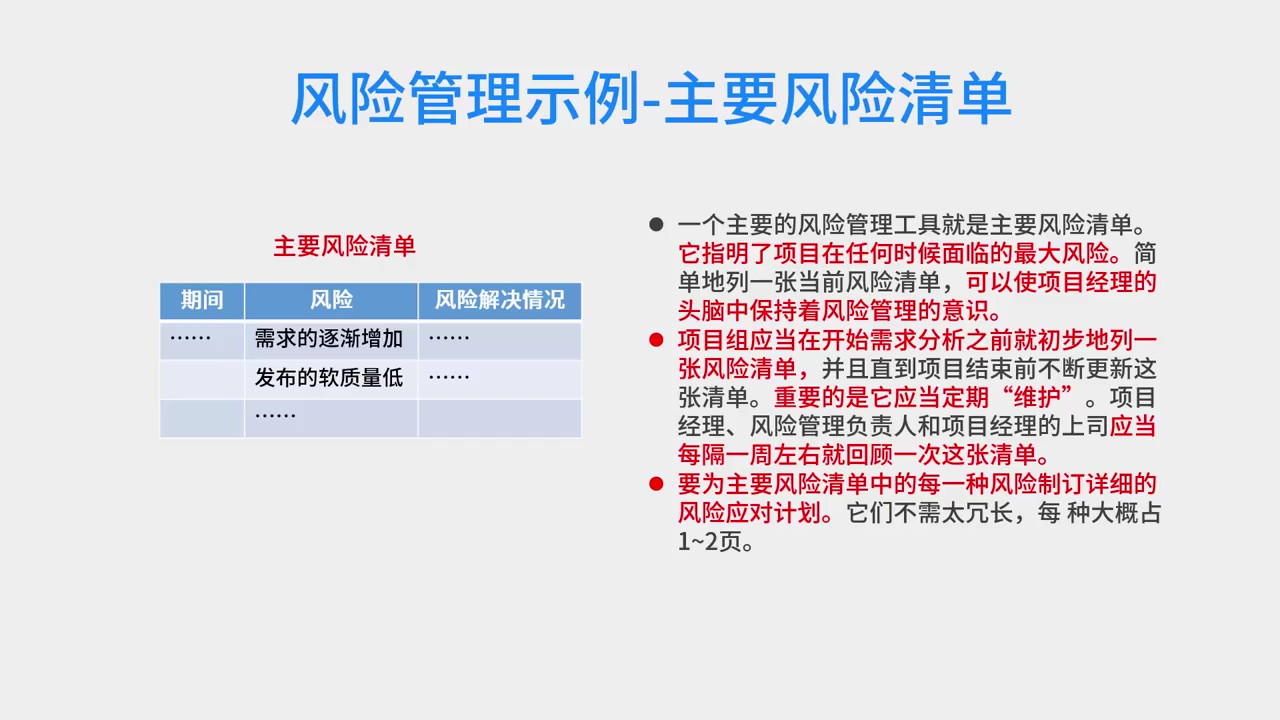 风险管理示例-主要风险清单
主要风险清单
期间 风险 风险解决情况
…… 需求的逐渐增加 ……
发布的软质量低 ……
……
一个主要的风险管理工具就是主要风险清单。
它指明了项目在任何时候面临的最大风险。简
单地列一张当前风险清单，可以使项目经理的
头脑中保持着风险管理的意识。
项目组应当在开始需求分析之前就初步地列一
张风险清单，并且直到项目结束前不断更新这
张清单。重要的是它应当定期“维护”。项目
经理、风险管理负责人和项目经理的上司应当
每隔一周左右就回顾一次这张清单。
要为主要风险清单中的每一种风险制订详细的
风险应对计划。它们不需太冗长，每 种大概占
1~2页。